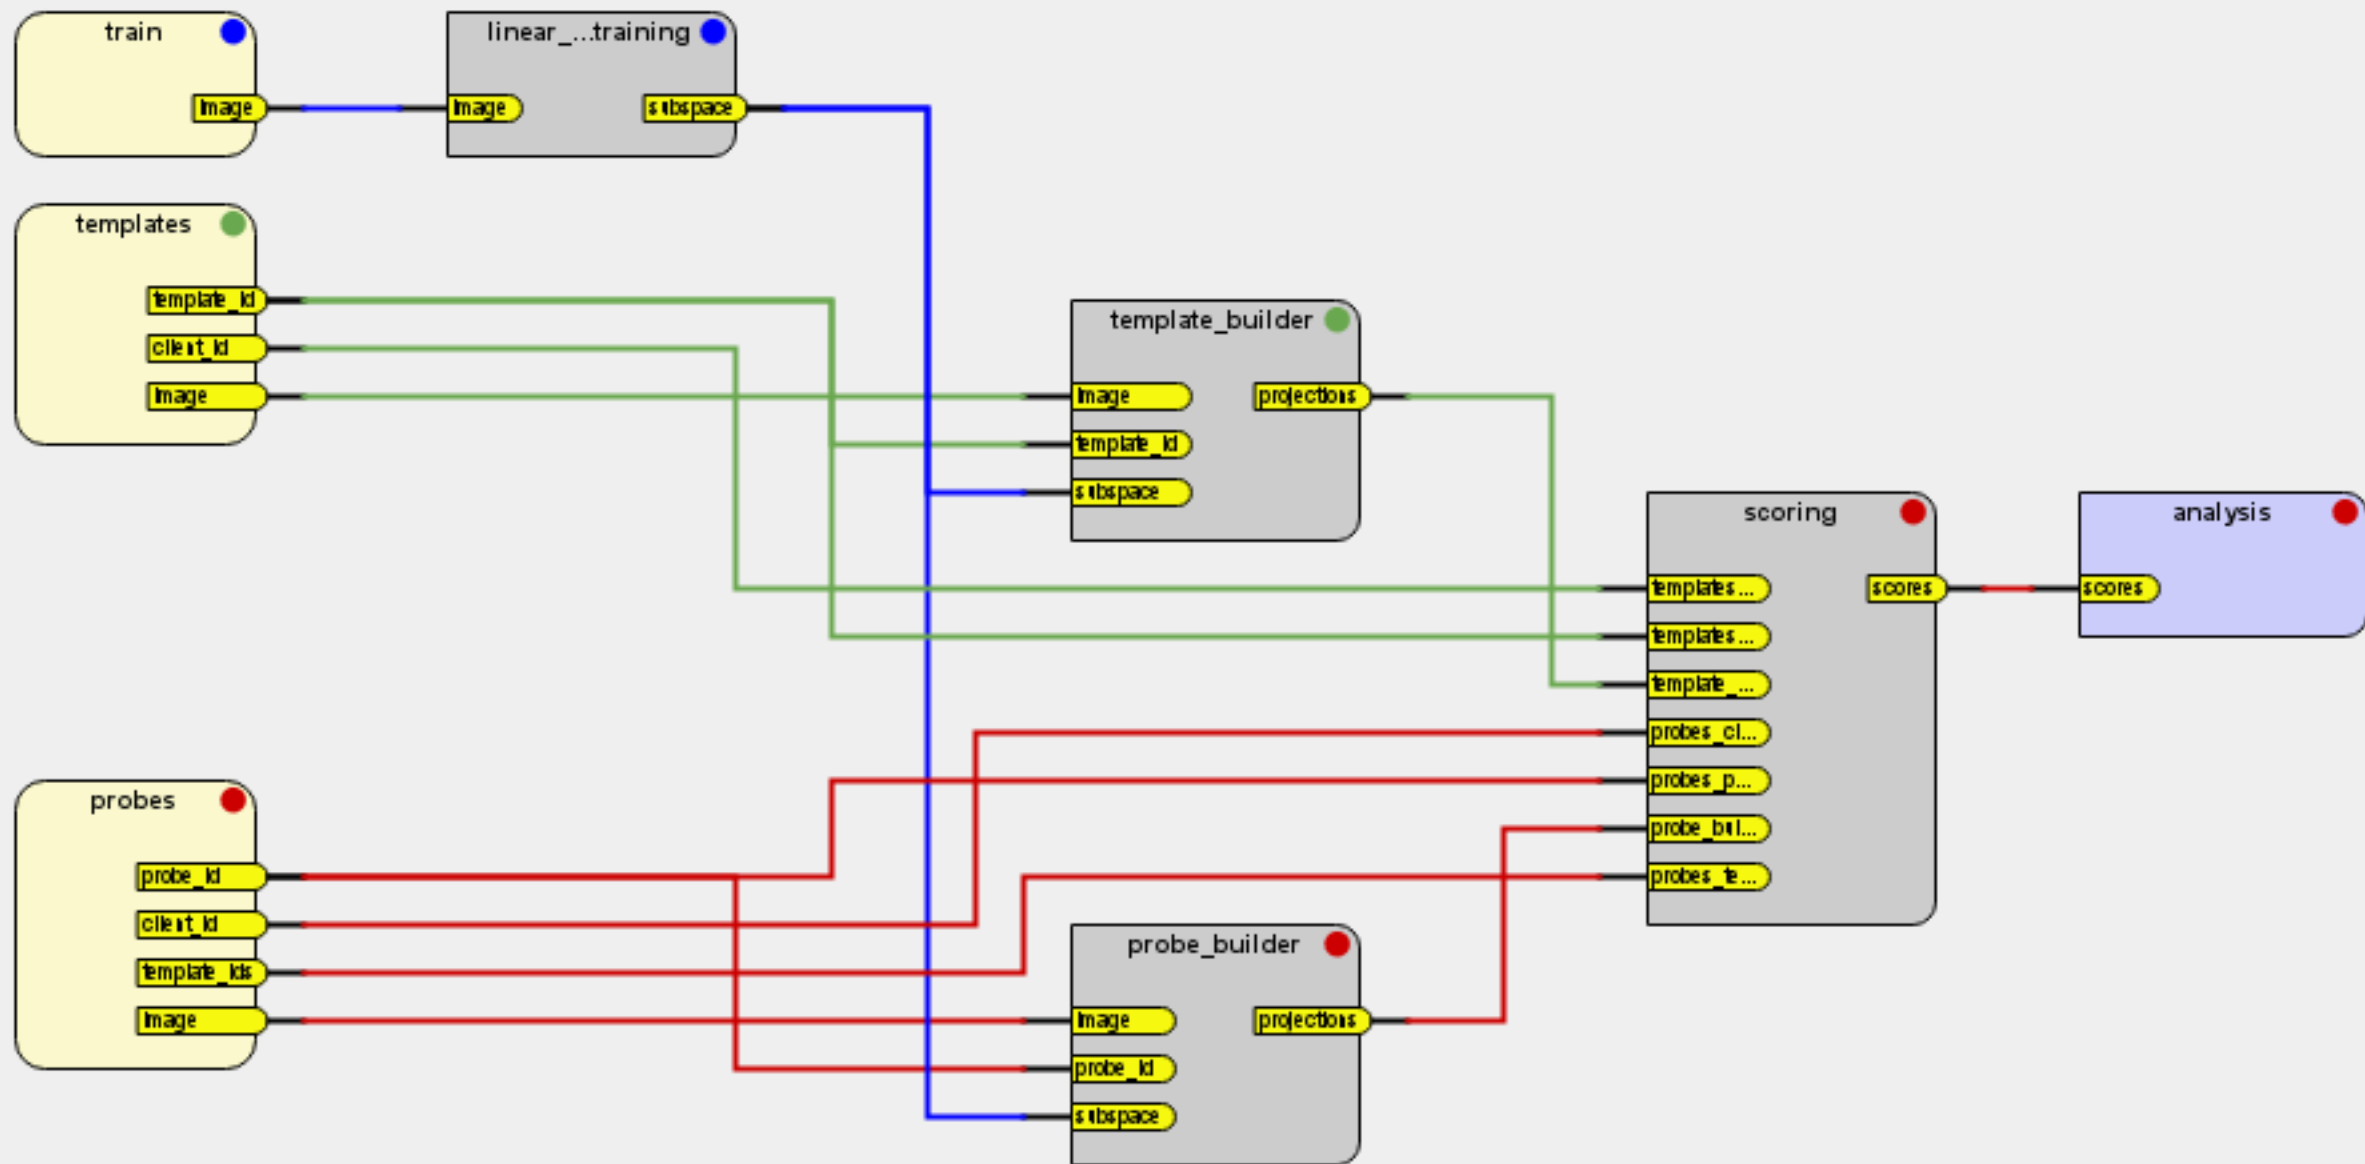 train
image
linear_...training
image
subspace
templates
template_id
client_id
image
template_builder
image
projections
template_id
subspace
scoring
templates...
scores
templates...
template_...
probes_cl...
probes_p...
probe_bui...
probes_te...
analysis
scores
probes
probe_id
client_id
template_ids
image
probe_builder
image
projections
probe_id
subspace